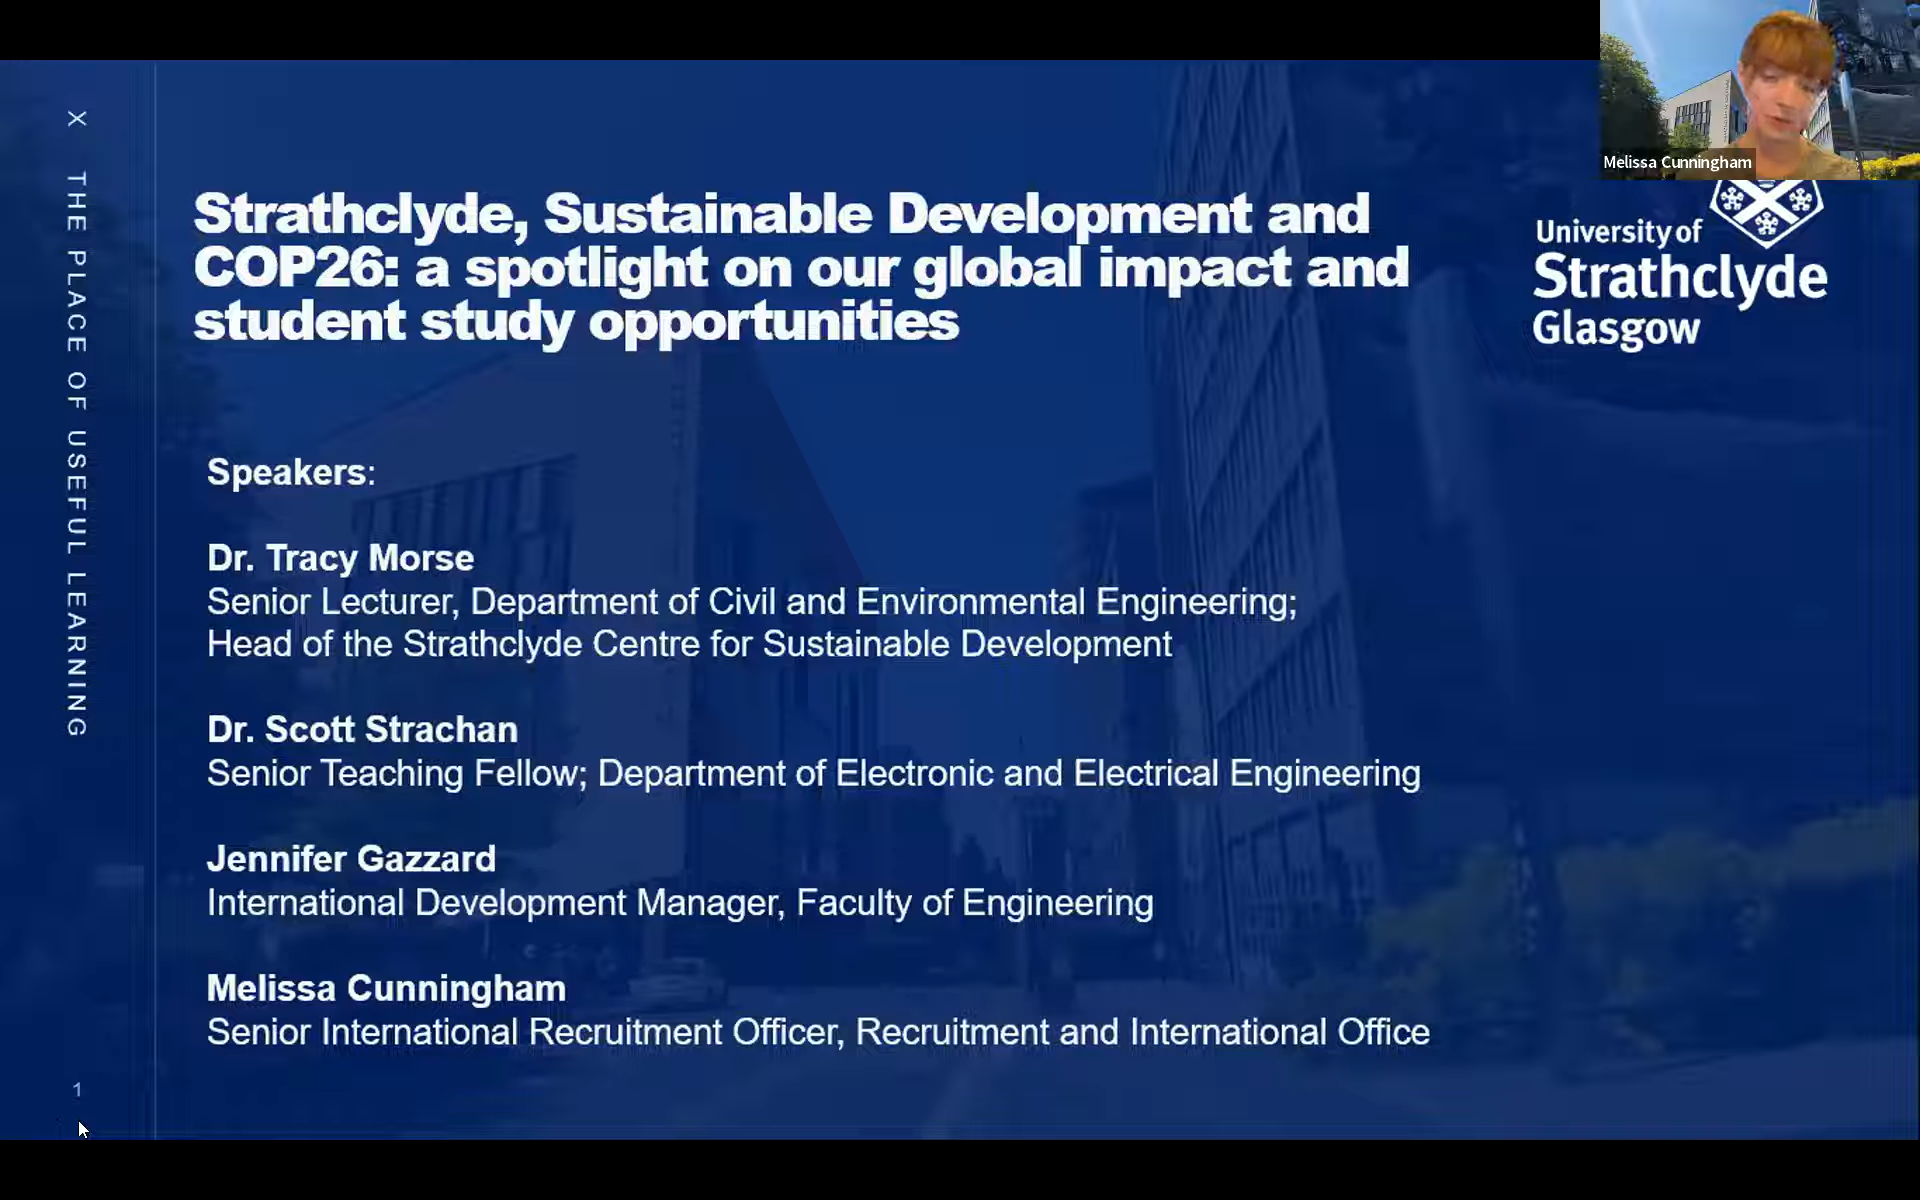 X THE PLACE OF USEFUL LEARNING
Strathclyde, Sustainable Development and
COP26: a spotlight on our global impact and
student study opportunities
Melissa Cunningham
University of
Strathclyde
Glasgow
Speakers:
Dr. Tracy Morse
Senior Lecturer, Department of Civil and Environmental Engineering;
Head of the Strathclyde Centre for Sustainable Development
Dr. Scott Strachan
Senior Teaching Fellow; Department of Electronic and Electrical Engineering
Jennifer Gazzard
International Development Manager, Faculty of Engineering
Melissa Cunningham
Senior International Recruitment Officer, Recruitment and International Office
1